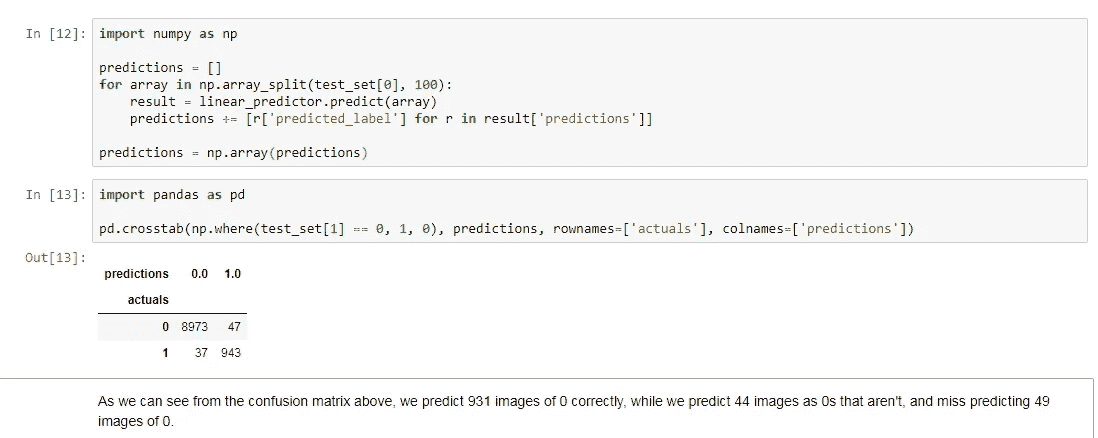 In [12]: import numpy as np
predictions = []
for array in np.array_split(test_set[0], 100):
    result = linear_predictor.predict(array)
    predictions += [r['predicted_label'] for r in result['predictions']]
predictions = np.array(predictions)
In [13]: import pandas as pd
pd.crosstab(np.where(test_set[1] == 0, 1, 0), predictions, rownames=['actuals'], colnames=['predictions'])
Out[13]:
predictions 0.0 1.0
actuals
0 8973 47
1 37 943
As we can see from the confusion matrix above, we predict 931 images of 0 correctly, while we predict 44 images as 0s that aren't, and miss predicting 49
images of 0.